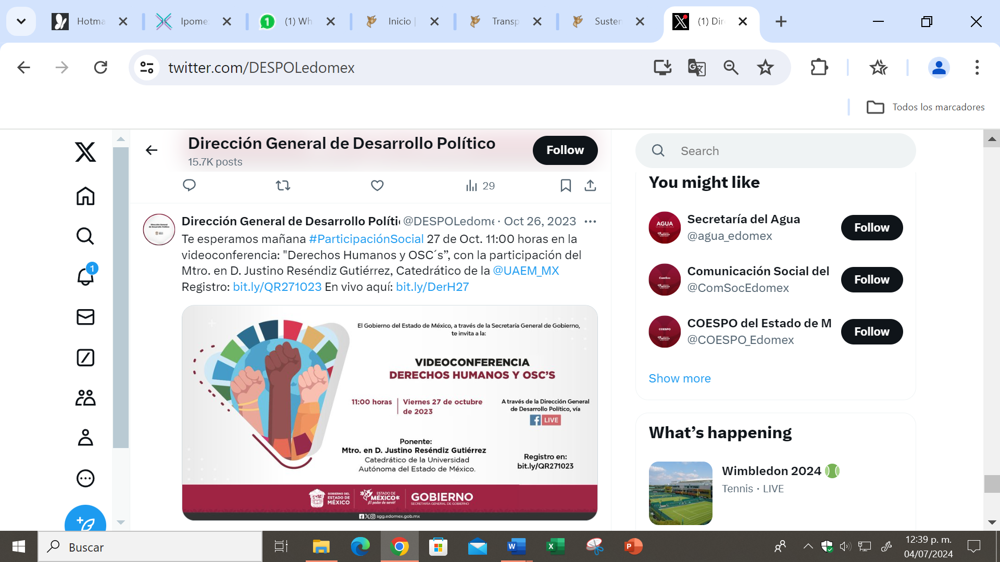 Hotma
Ipome
1
(1) Wh
Inicio |
Transp
Susten
(1) Dir
twitter.com/DESPOLedomex
Todos los marcadores
Dirección General de Desarrollo Político
15.7K posts
Follow
Search
29
Dirección General de Desarrollo Políti @DESPOLedome · Oct 26, 2023
Te esperamos mañana #ParticipaciónSocial 27 de Oct. 11:00 horas en la
videoconferencia: "Derechos Humanos y OSC´s”, con la participación del
Mtro. en D. Justino Reséndiz Gutiérrez, Catedrático de la @UAEM_MX
Registro: bit.ly/QR271023 En vivo aquí: bit.ly/DerH27
El Gobierno del Estado de México, a través de la Secretaría General de Gobierno,
te invita a la:
VIDEOCONFERENCIA
DERECHOS HUMANOS Y OSC'S
11:00 horas
Viernes 27 de octubre
de 2023
A través de la Dirección General
de Desarrollo Político, vía
LIVE
Ponente:
Mtro. en D. Justino Reséndiz Gutiérrez
Catedrático de la Universidad
Autónoma del Estado de México.
Registro en:
bit.ly/QR271023
GOBIERNO DEL
ESTADO DE
MÉXICO
ESTADO DE
MÉXICO
¡El poder de servir!
GOBIERNO
SECRETARÍA GENERAL DE GOBIERNO
sgg.edomex.gob.mx
1
You might like
AGUA
Secretaría del Agua
@agua_edomex
Follow
ComSoc
Comunicación Social del
@ComSocEdomex
Follow
COESPO
COESPO del Estado de M
@COESPO_Edomex
Follow
Show more
What’s happening
Wimbledon 2024
Tennis · LIVE
Buscar
12:39 p. m.
04/07/2024